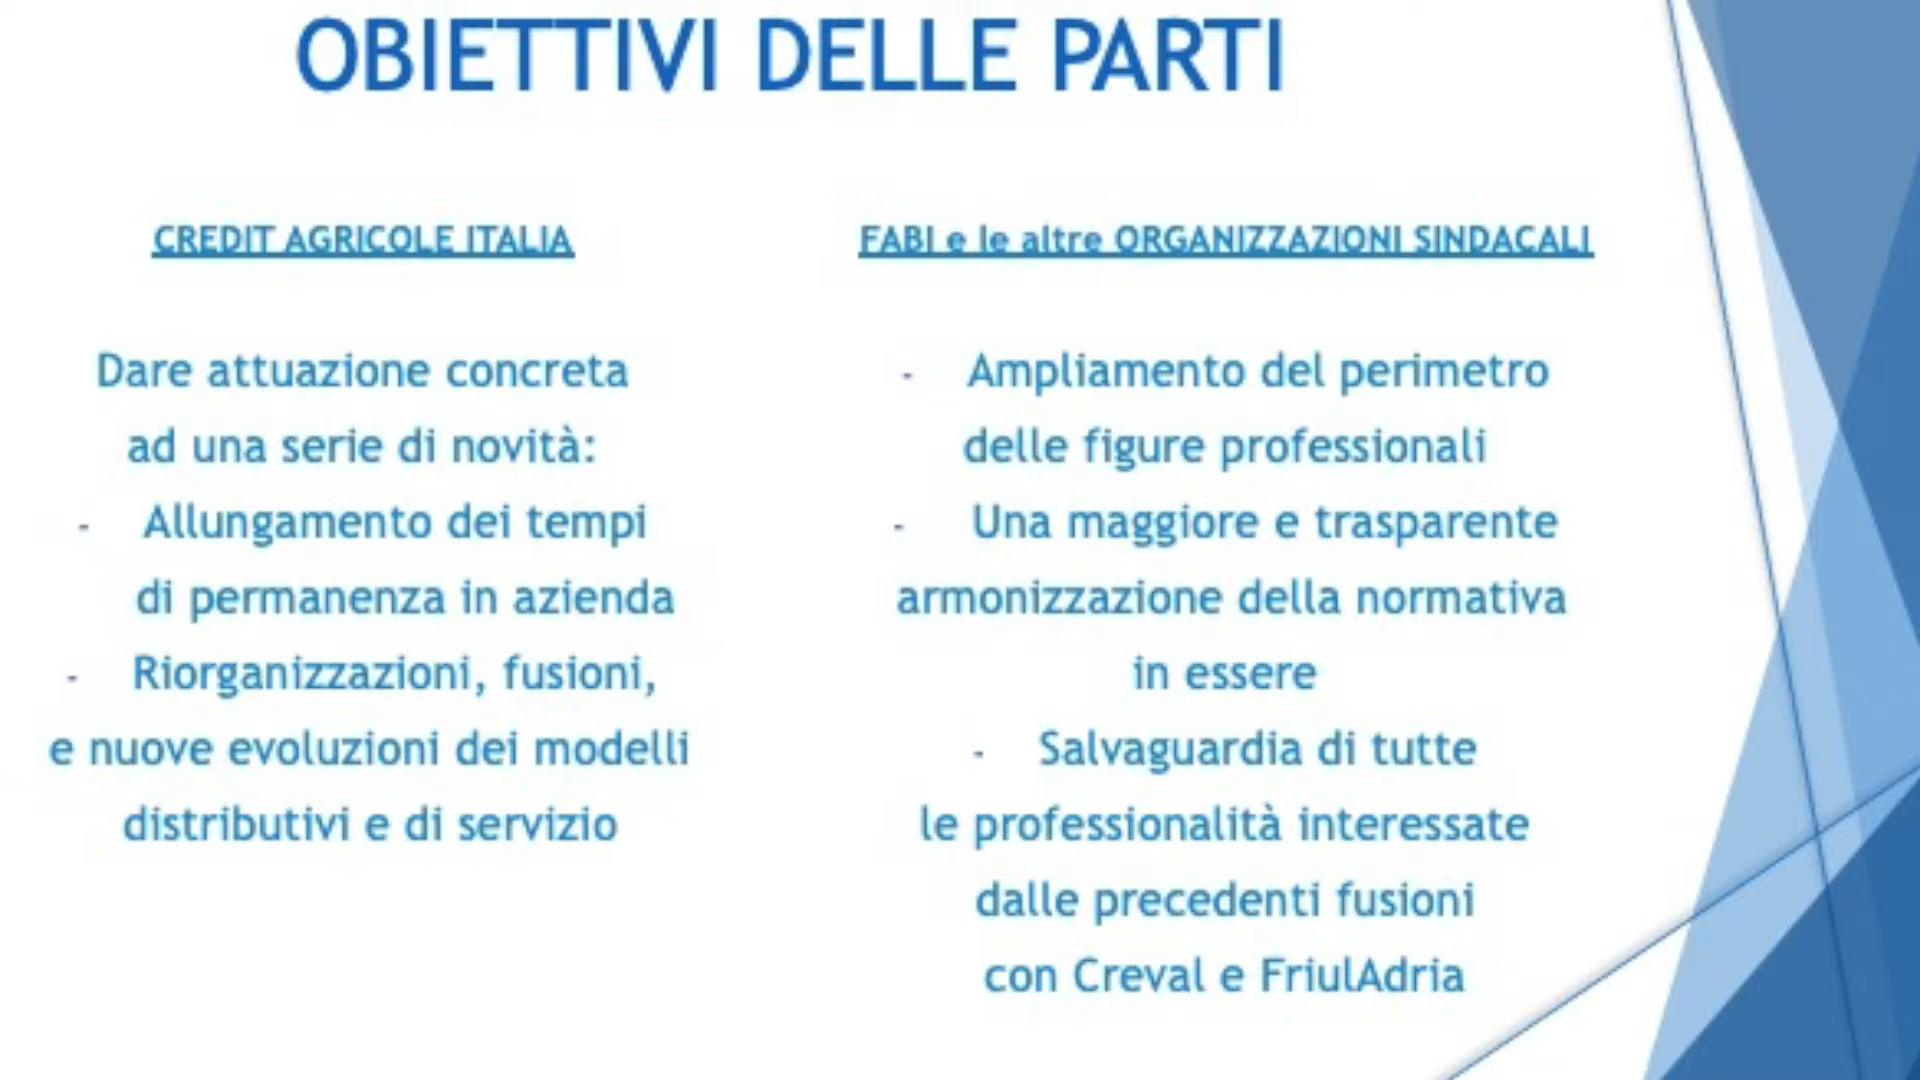 OBIETTIVI DELLE PARTI
CREDIT AGRICOLE ITALIA
Dare attuazione concreta
ad una serie di novità:
- Allungamento dei tempi
di permanenza in azienda
- Riorganizzazioni, fusioni,
e nuove evoluzioni dei modelli
distributivi e di servizio
FABI e le altre ORGANIZZAZIONI SINDACALI
- Ampliamento del perimetro
delle figure professionali
- Una maggiore e trasparente
armonizzazione della normativa
in essere
- Salvaguardia di tutte
le professionalità interessate
dalle precedenti fusioni
con Creval e FriulAdria